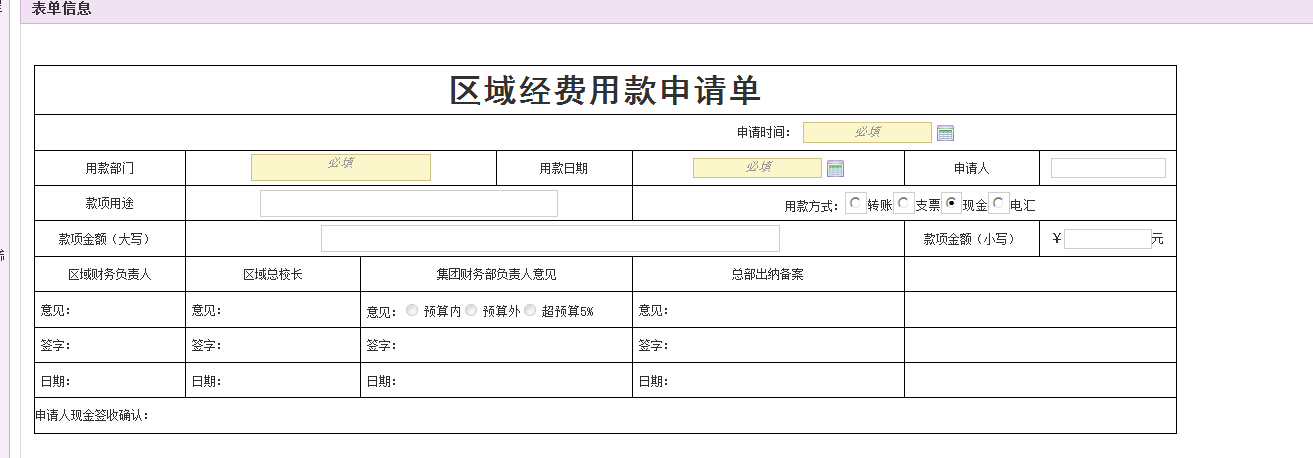 表单信息
区域经费用款申请单
申请时间： 必填
用款部门 必填 用款日期 必填 申请人
款项用途 用款方式： 转账 支票 现金 电汇
款项金额（大写） 款项金额（小写） ￥ 元
区域财务负责人 区域总校长 集团财务部负责人意见 总部出纳备案
意见： 意见： 意见： 预算内 预算外 超预算5% 意见：
签字： 签字： 签字： 签字：
日期： 日期： 日期： 日期：
申请人现金签收确认：